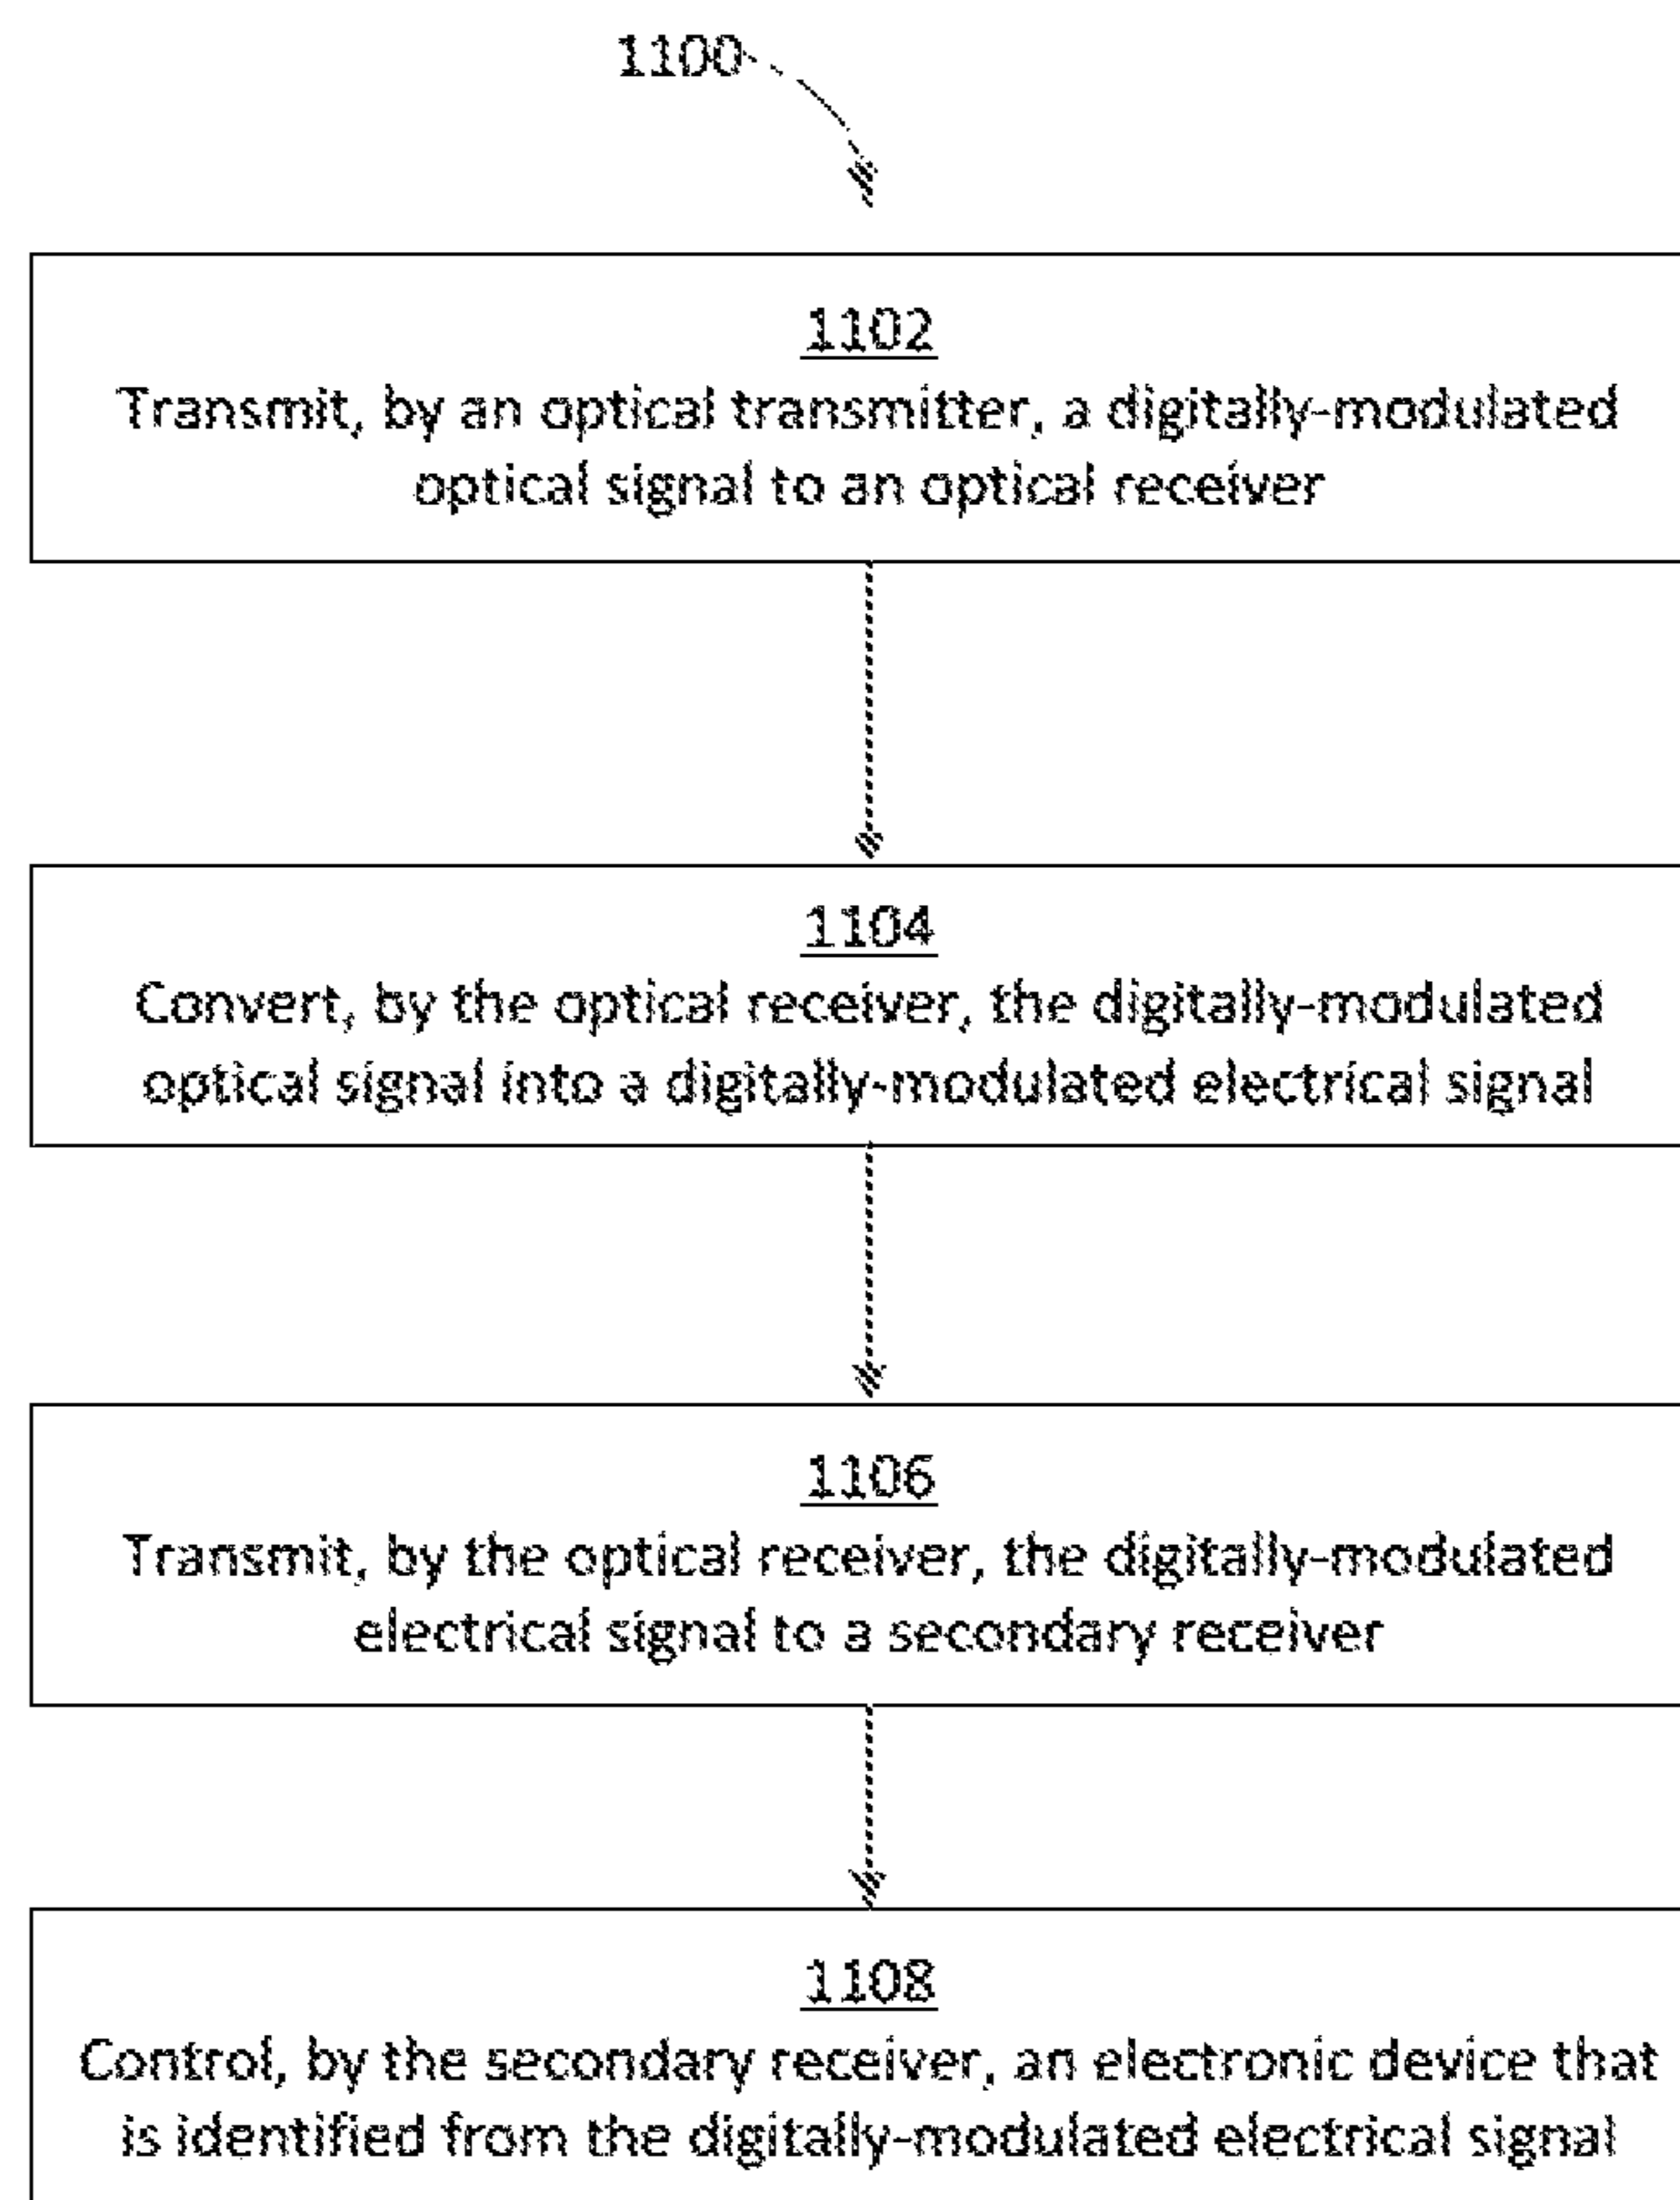 1100
1102
Transmit, by an optical transmitter, a digitally-modulated
optical signal to an optical receiver
1104
Convert, by the optical receiver, the digitally-modulated
optical signal into a digitally-modulated electrical signal
1106
Transmit, by the optical receiver, the digitally-modulated
electrical signal to a secondary receiver
1108
Control, by the secondary receiver, an electronic device that
is identified from the digitally-modulated electrical signal